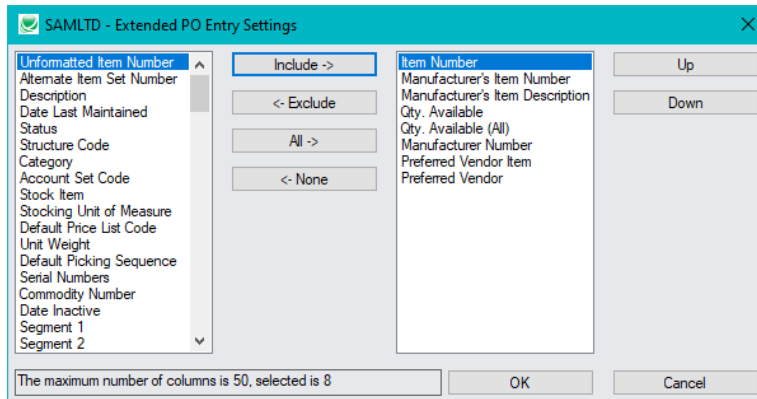 SAMLTD - Extended PO Entry Settings
Unformatted Item Number
Alternate Item Set Number
Description
Date Last Maintained
Status
Structure Code
Category
Account Set Code
Stock Item
Stocking Unit of Measure
Default Price List Code
Unit Weight
Default Picking Sequence
Serial Numbers
Commodity Number
Date Inactive
Segment 1
Segment 2
Include ->
<- Exclude
All ->
<- None
Item Number
Manufacturer's Item Number
Manufacturer's Item Description
Qty. Available
Qty. Available (All)
Manufacturer Number
Preferred Vendor Item
Preferred Vendor
Up
Down
The maximum number of columns is 50, selected is 8
OK
Cancel